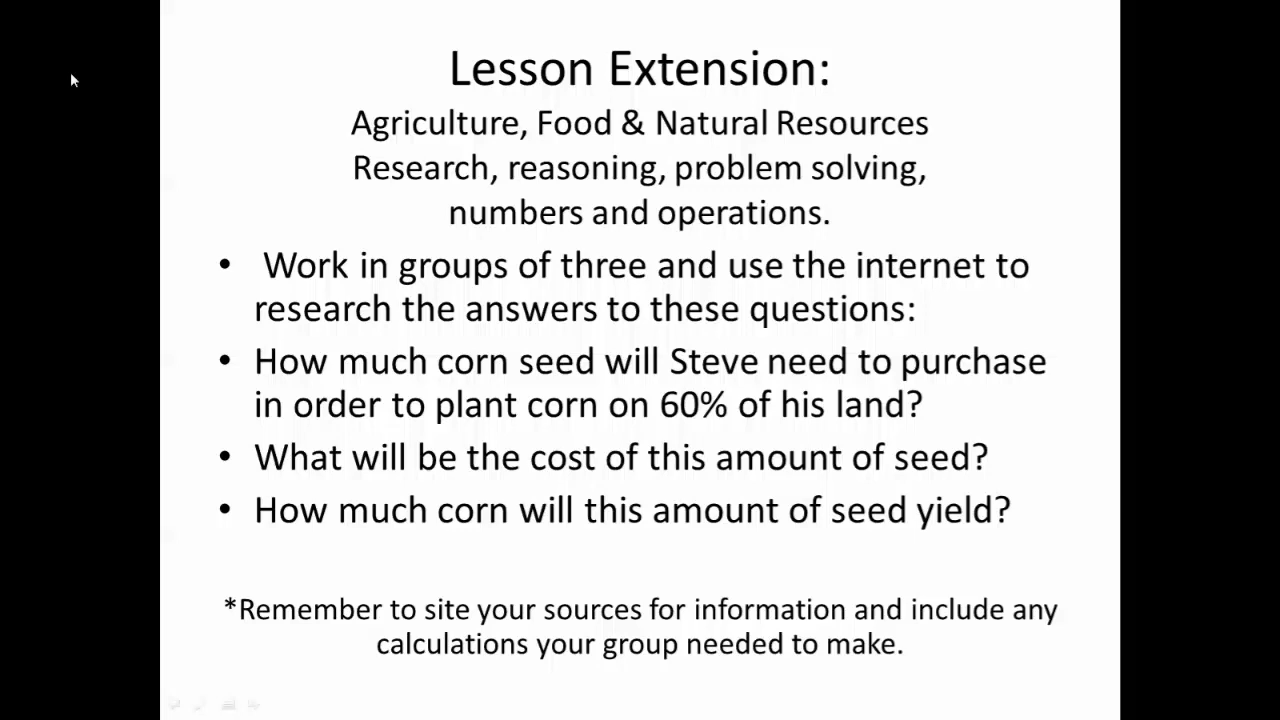 Lesson Extension:
Agriculture, Food & Natural Resources
Research, reasoning, problem solving,
numbers and operations.
• Work in groups of three and use the internet to
research the answers to these questions:
• How much corn seed will Steve need to purchase
in order to plant corn on 60% of his land?
• What will be the cost of this amount of seed?
• How much corn will this amount of seed yield?
*Remember to site your sources for information and include any
calculations your group needed to make.